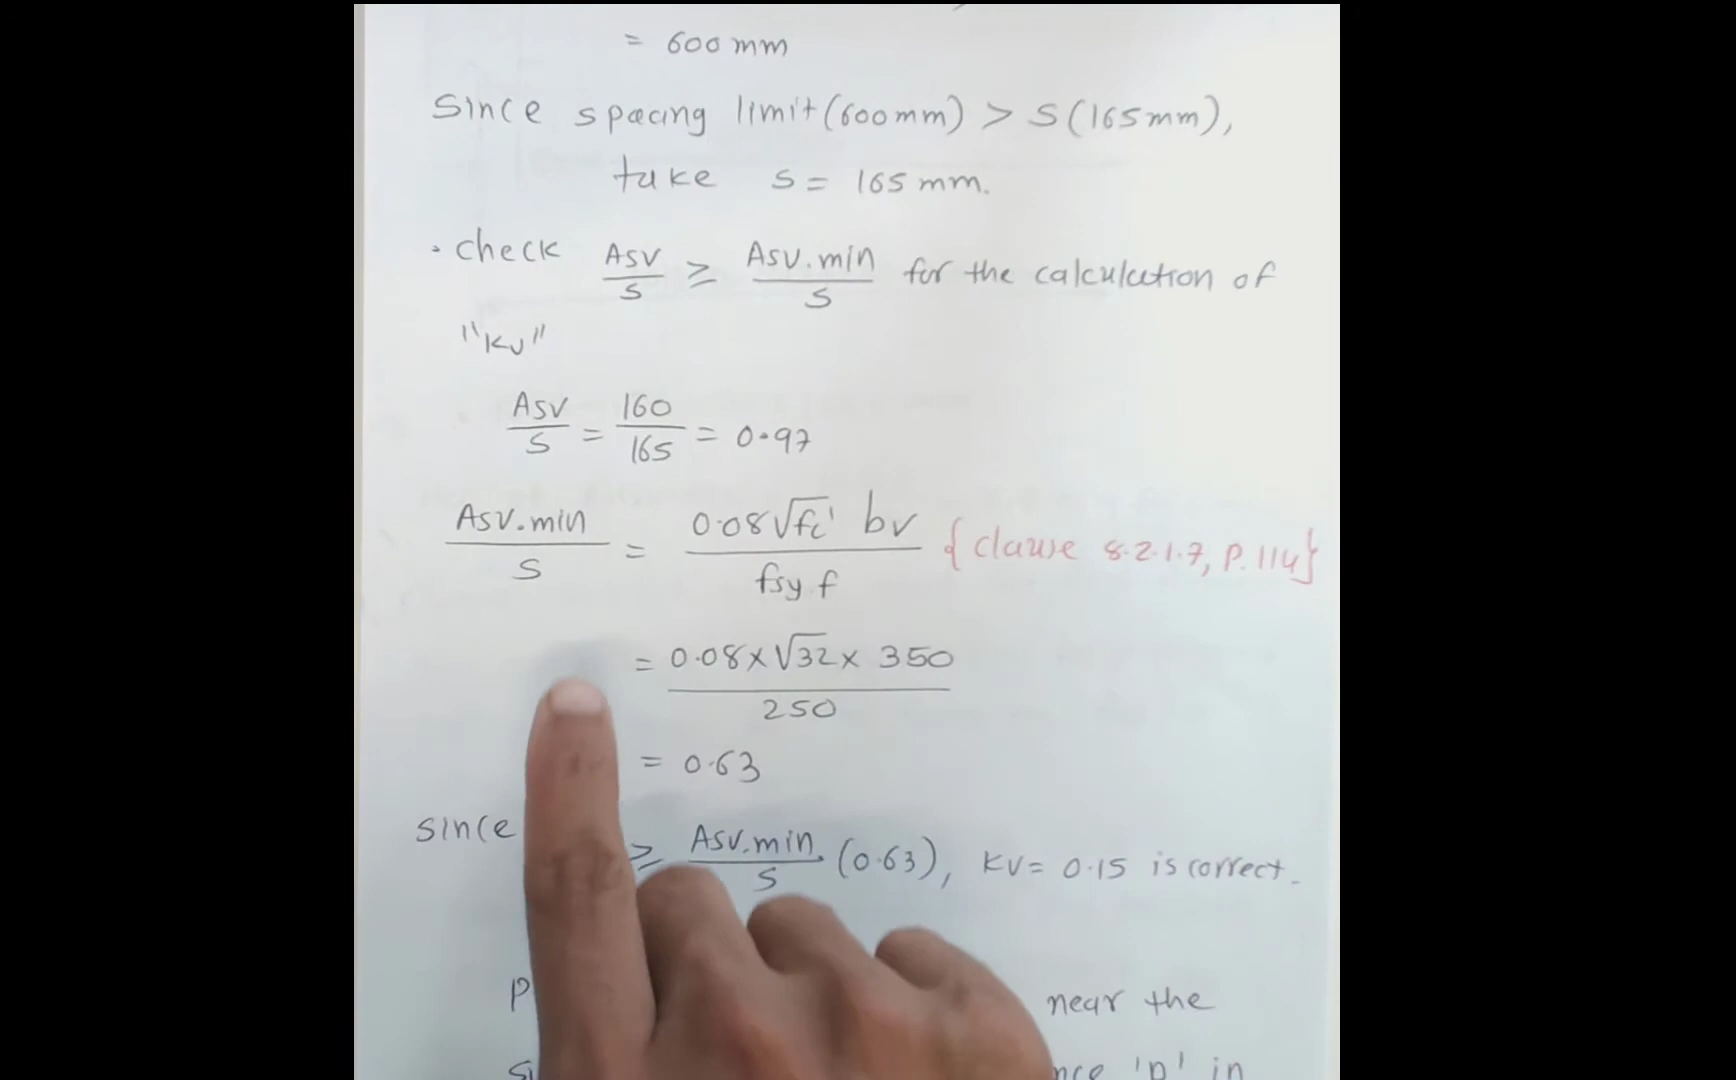 = 600 mm
Since spacing limit (600mm) > S (165mm),
take S = 165 mm.
• check Asv/S ≥ Asv.min/S for the calculation of
"kv"
Asv/S = 160/165 = 0.97
Asv.min/S = 0.08√fc' bv / fsy f {clause 8.2.1.7, P.114}
= 0.08×√32× 350 / 250
= 0.63
since ≥ Asv.min/S (0.63), kv = 0.15 is correct.
near the
'D' in